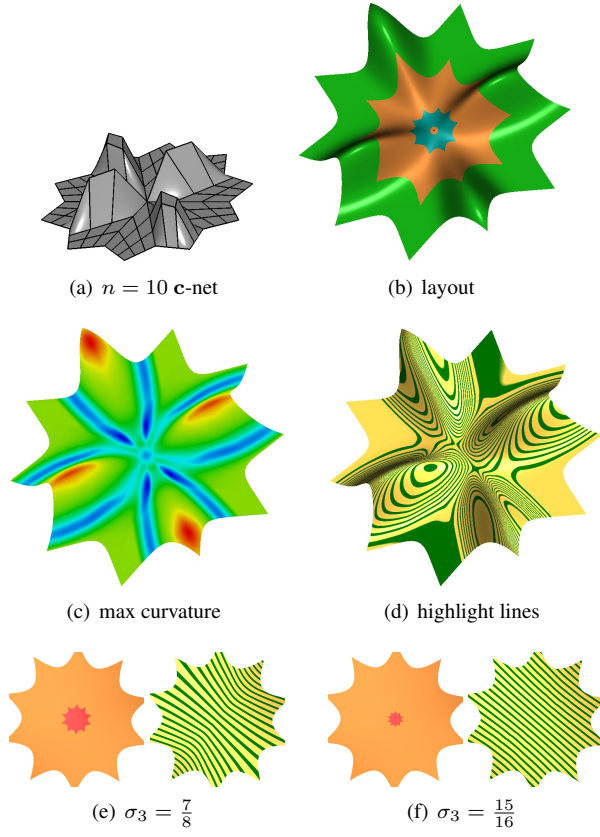 (a) n = 10 c-net
(b) layout
(c) max curvature
(d) highlight lines
(e) σ₃ = 7/8
(f) σ₃ = 15/16